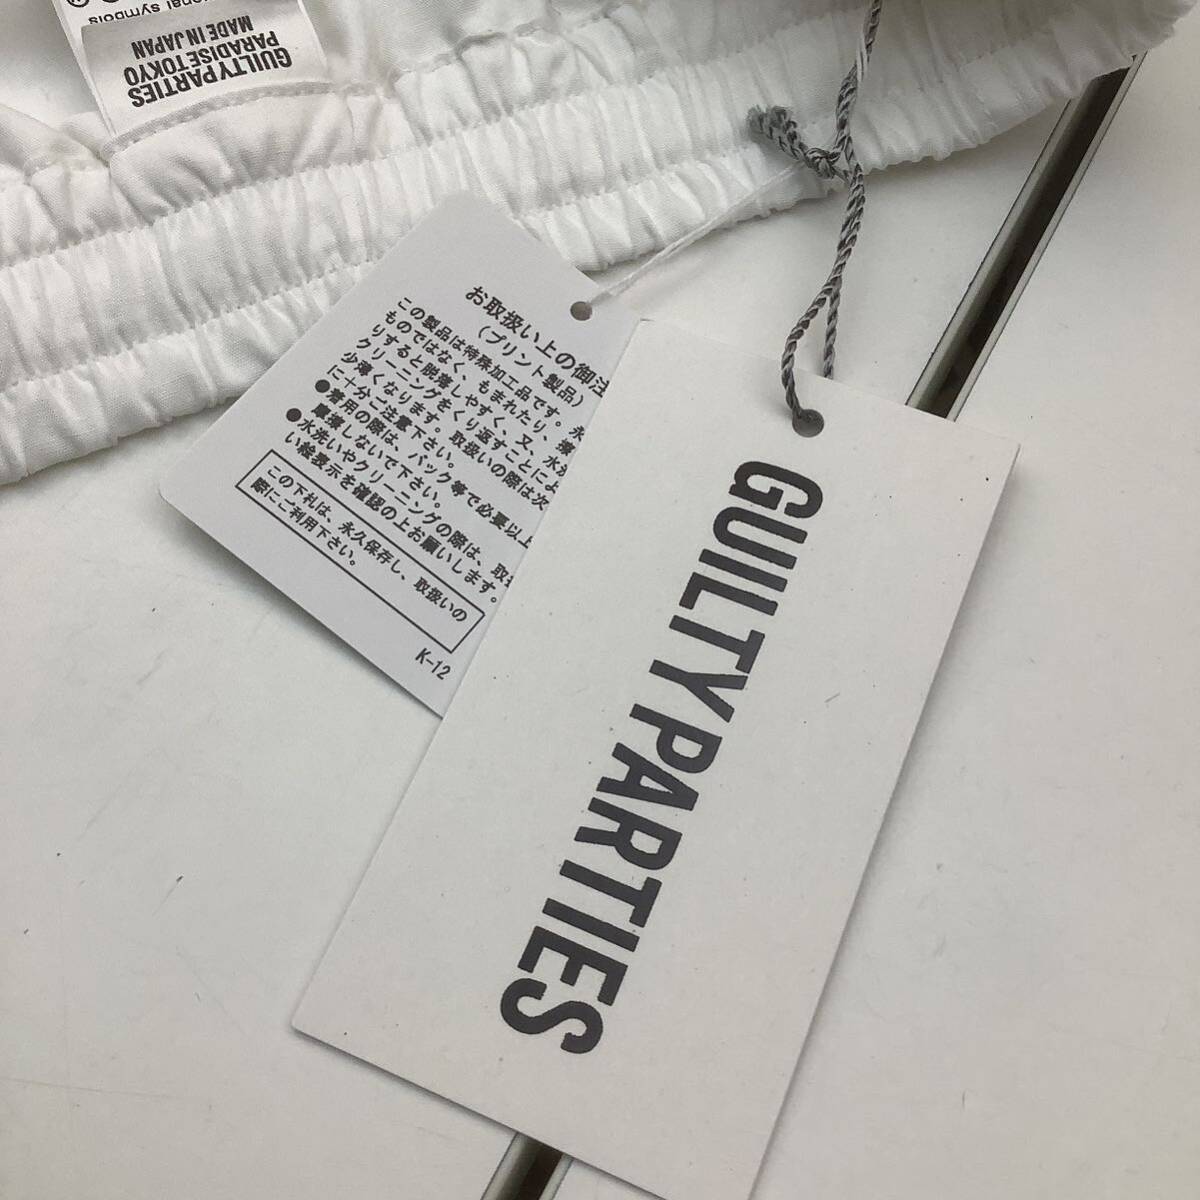 onal symbols
GUILTY PARTIES
PARADISE TOKYO
MADE IN JAPAN
お取扱い上の御注
（プリント製品）
この製品は特殊加工品です。永
ものではなく、もまれたり、擦
りすると脱落しやすく、又、水洗
クリーニングをくり返すことによ
少薄くなります。取扱いの際は次
に十分ご注意下さい。
●着用の際は、バック等で必要以上
摩擦しないで下さい。
●水洗いやクリーニングの際は、取
い絵表示を確認の上お願いします。
この下札は、永久保存し、取扱いの
際にご利用下さい。
K-12
GUILTY PARTIES